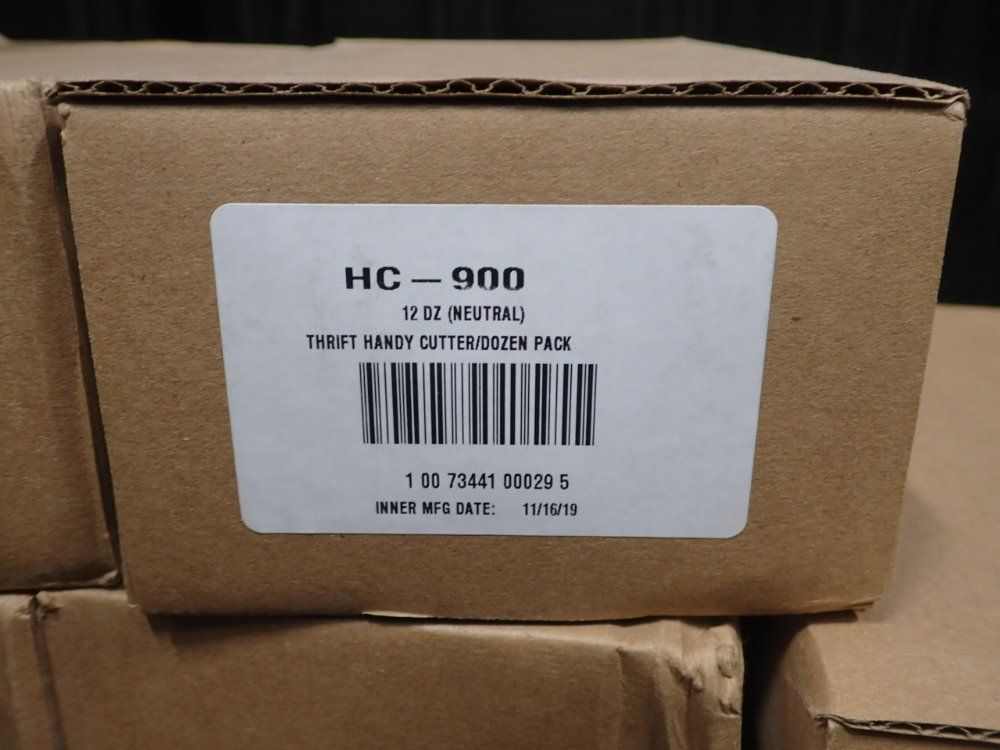 HC — 900
12 DZ (NEUTRAL)
THRIFT HANDY CUTTER/DOZEN PACK
1 00 73441 00029 5
INNER MFG DATE: 11/16/19